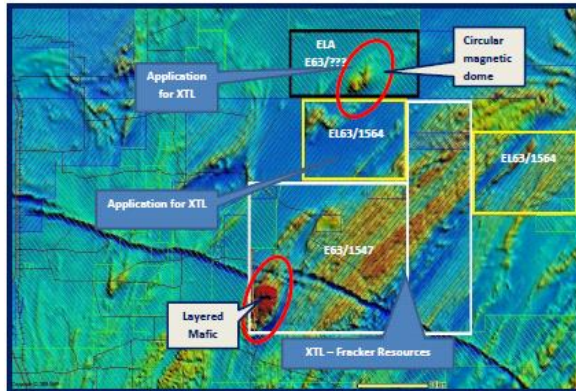 ELA
E63/???
Circular
magnetic
dome
Application
for XTL
EL63/1564
EL63/1564
Application for XTL
E63/1547
Layered
Mafic
XTL – Fracker Resources